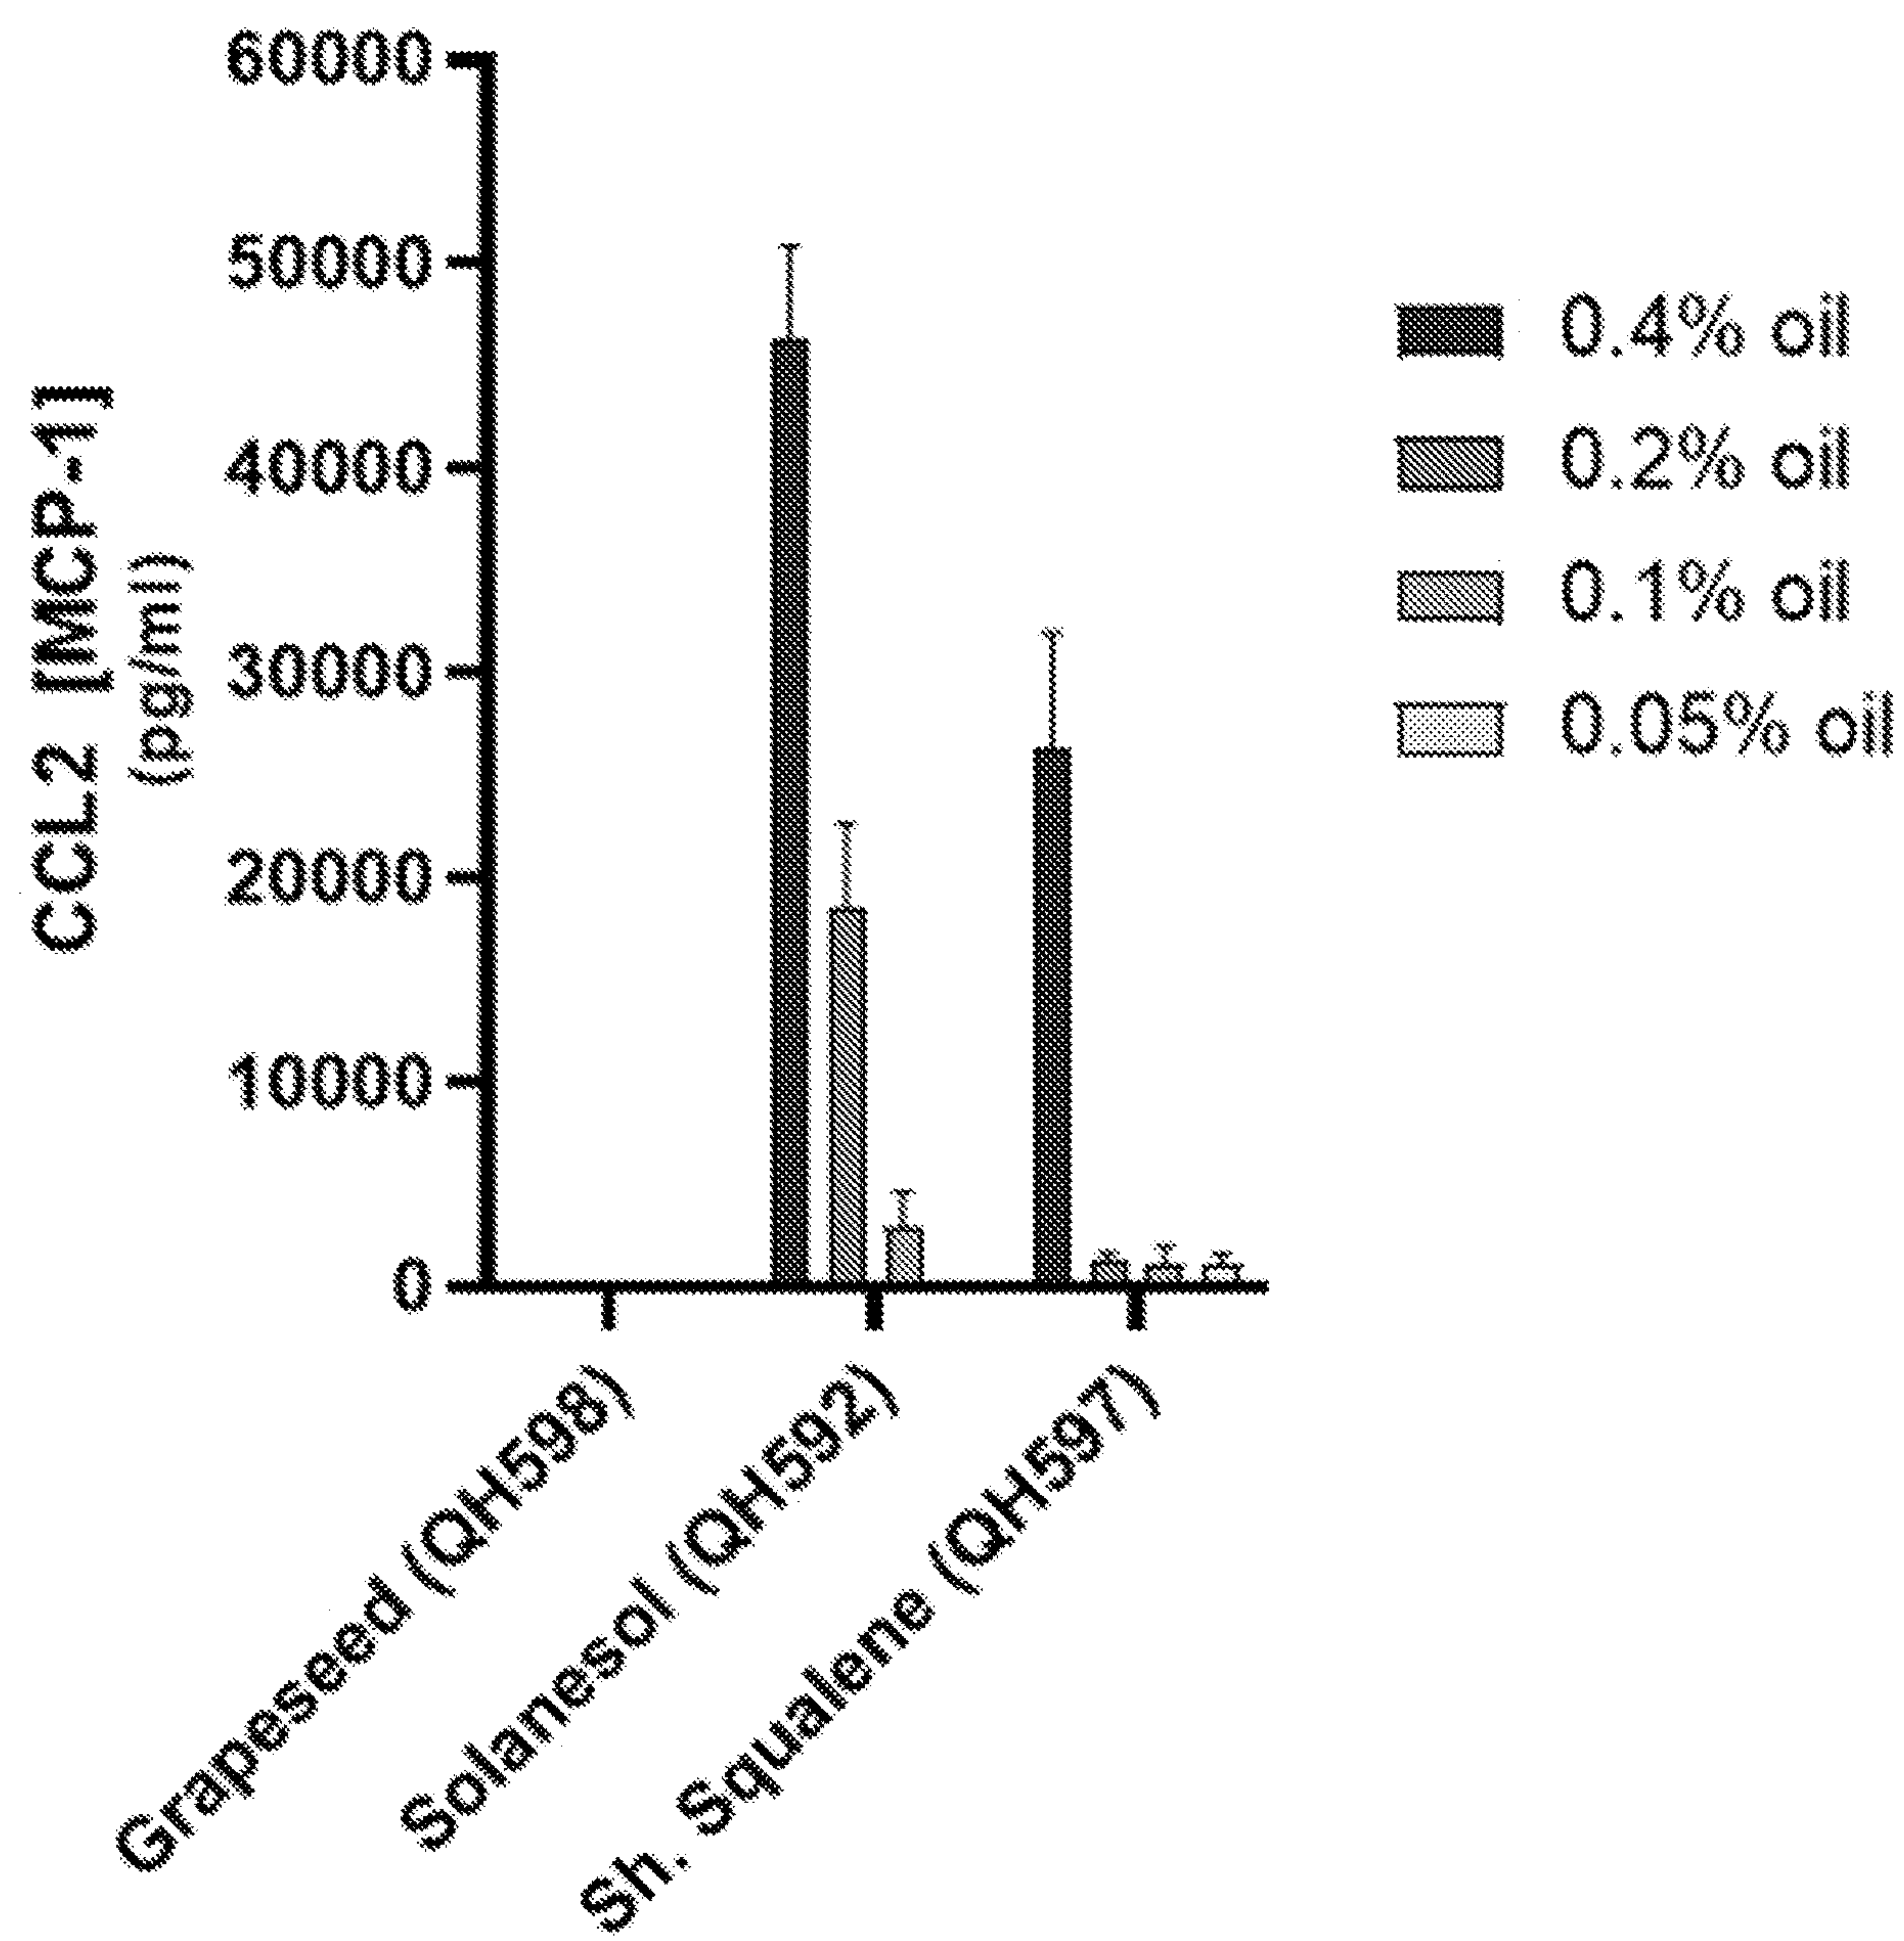 60000
50000
40000
30000
20000
10000
0
CCL2 [MCP-1]
(pg/ml)
0.4% oil
0.2% oil
0.1% oil
0.05% oil
Grapeseed (QH598)
Solanesol (QH592)
Sh. Squalene (QH597)